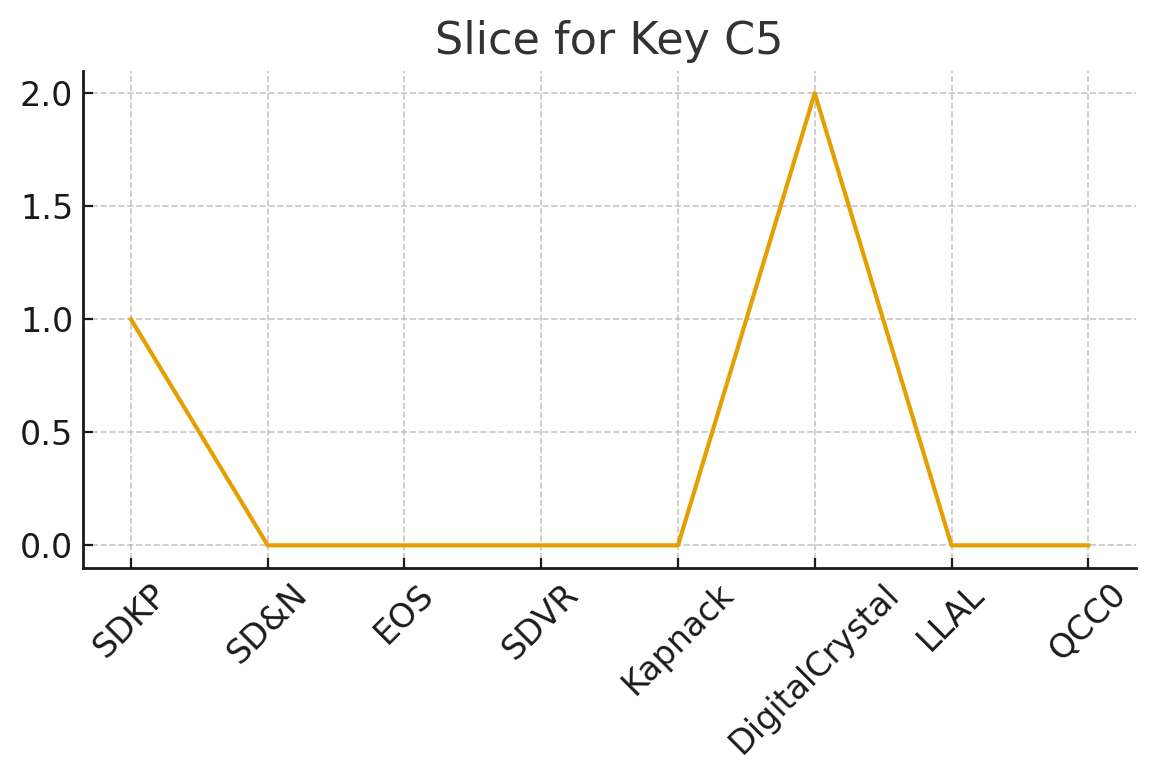 Slice for Key C5
2.0
1.5
1.0
0.5
0.0
SDKP
SD&N
EOS
SDVR
Kapnack
DigitalCrystal
LLAL
QCC0